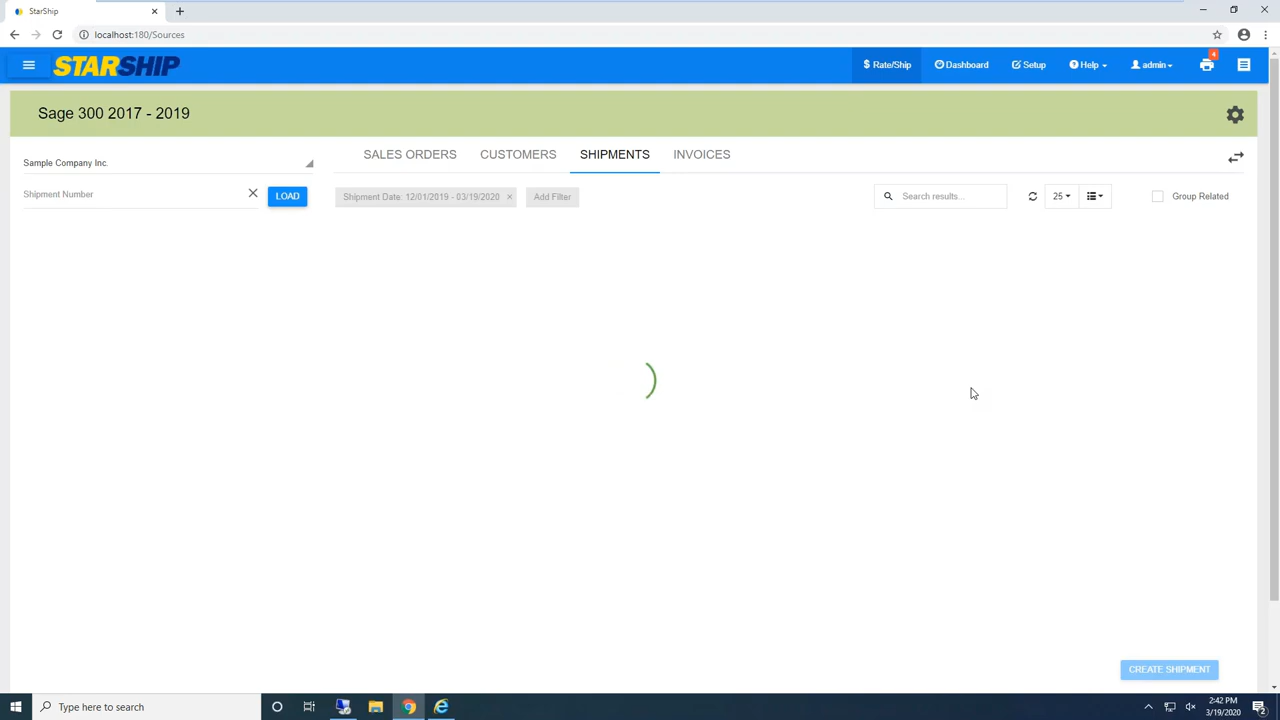 StarShip
localhost:180/Sources
STARSHIP
$ Rate/Ship
Dashboard
Setup
Help
admin
4
Sage 300 2017 - 2019
Sample Company Inc.
SALES ORDERS
CUSTOMERS
SHIPMENTS
INVOICES
Shipment Number
LOAD
Shipment Date: 12/01/2019 - 03/19/2020 ×
Add Filter
Search results...
25
Group Related
CREATE SHIPMENT
Type here to search
2:42 PM
3/19/2020
2